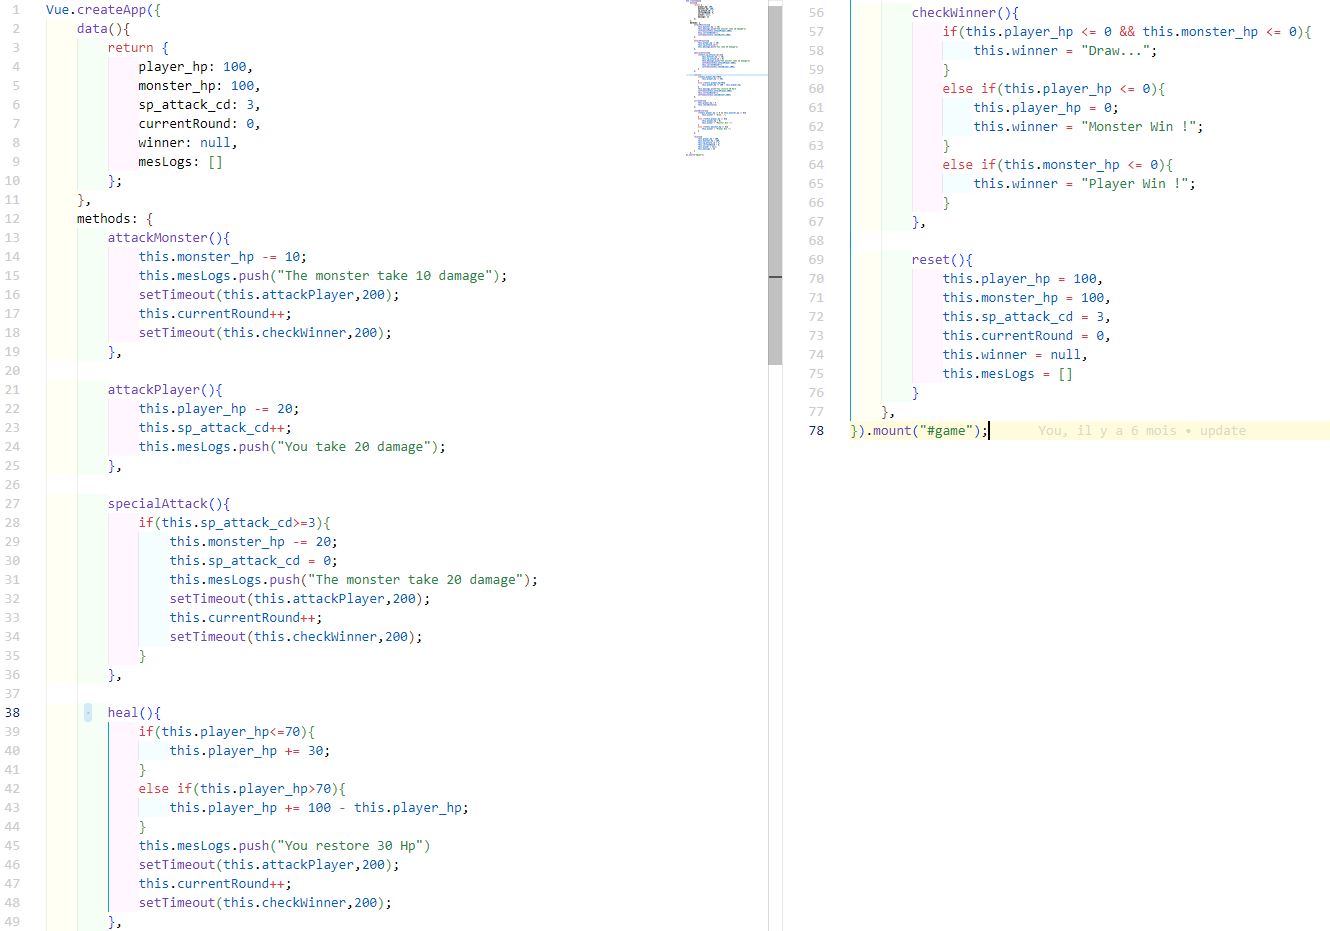 1 Vue.createApp({
2 data(){
3 return {
4 player_hp: 100,
5 monster_hp: 100,
6 sp_attack_cd: 3,
7 currentRound: 0,
8 winner: null,
9 mesLogs: []
10 };
11 },
12 methods: {
13 attackMonster(){
14 this.monster_hp -= 10;
15 this.mesLogs.push("The monster take 10 damage");
16 setTimeout(this.attackPlayer,200);
17 this.currentRound++;
18 setTimeout(this.checkWinner,200);
19 },
20
21 attackPlayer(){
22 this.player_hp -= 20;
23 this.sp_attack_cd++;
24 this.mesLogs.push("You take 20 damage");
25 },
26
27 specialAttack(){
28 if(this.sp_attack_cd>=3){
29 this.monster_hp -= 20;
30 this.sp_attack_cd = 0;
31 this.mesLogs.push("The monster take 20 damage");
32 setTimeout(this.attackPlayer,200);
33 this.currentRound++;
34 setTimeout(this.checkWinner,200);
35 }
36 },
37
38 heal(){
39 if(this.player_hp<=70){
40 this.player_hp += 30;
41 }
42 else if(this.player_hp>70){
43 this.player_hp += 100 - this.player_hp;
44 }
45 this.mesLogs.push("You restore 30 Hp")
46 setTimeout(this.attackPlayer,200);
47 this.currentRound++;
48 setTimeout(this.checkWinner,200);
49 },
56 checkWinner(){
57 if(this.player_hp <= 0 && this.monster_hp <= 0){
58 this.winner = "Draw...";
59 }
60 else if(this.player_hp <= 0){
61 this.player_hp = 0;
62 this.winner = "Monster Win !";
63 }
64 else if(this.monster_hp <= 0){
65 this.winner = "Player Win !";
66 }
67 },
68
69 reset(){
70 this.player_hp = 100,
71 this.monster_hp = 100,
72 this.sp_attack_cd = 3,
73 this.currentRound = 0,
74 this.winner = null,
75 this.mesLogs = []
76 }
77 },
78 }).mount("#game"); You, il y a 6 mois • update